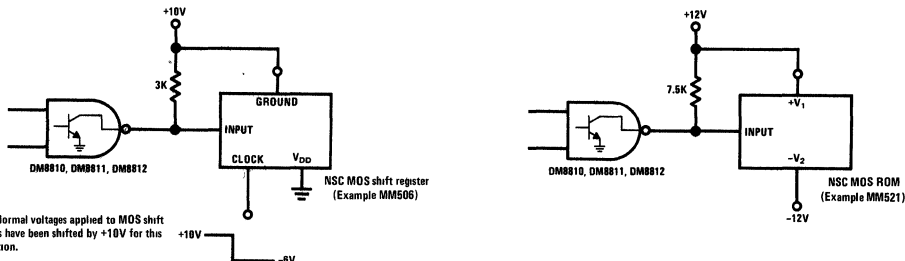 +10V
3K
GROUND
INPUT
CLOCK
VDD
DM8810, DM8811, DM8812
NSC MOS shift register
(Example MM506)
Normal voltages applied to MOS shift
have been shifted by +10V for this
+10V
-6V
+12V
7.5K
+V1
INPUT
-V2
DM8810, DM8811, DM8812
NSC MOS ROM
(Example MM521)
-12V